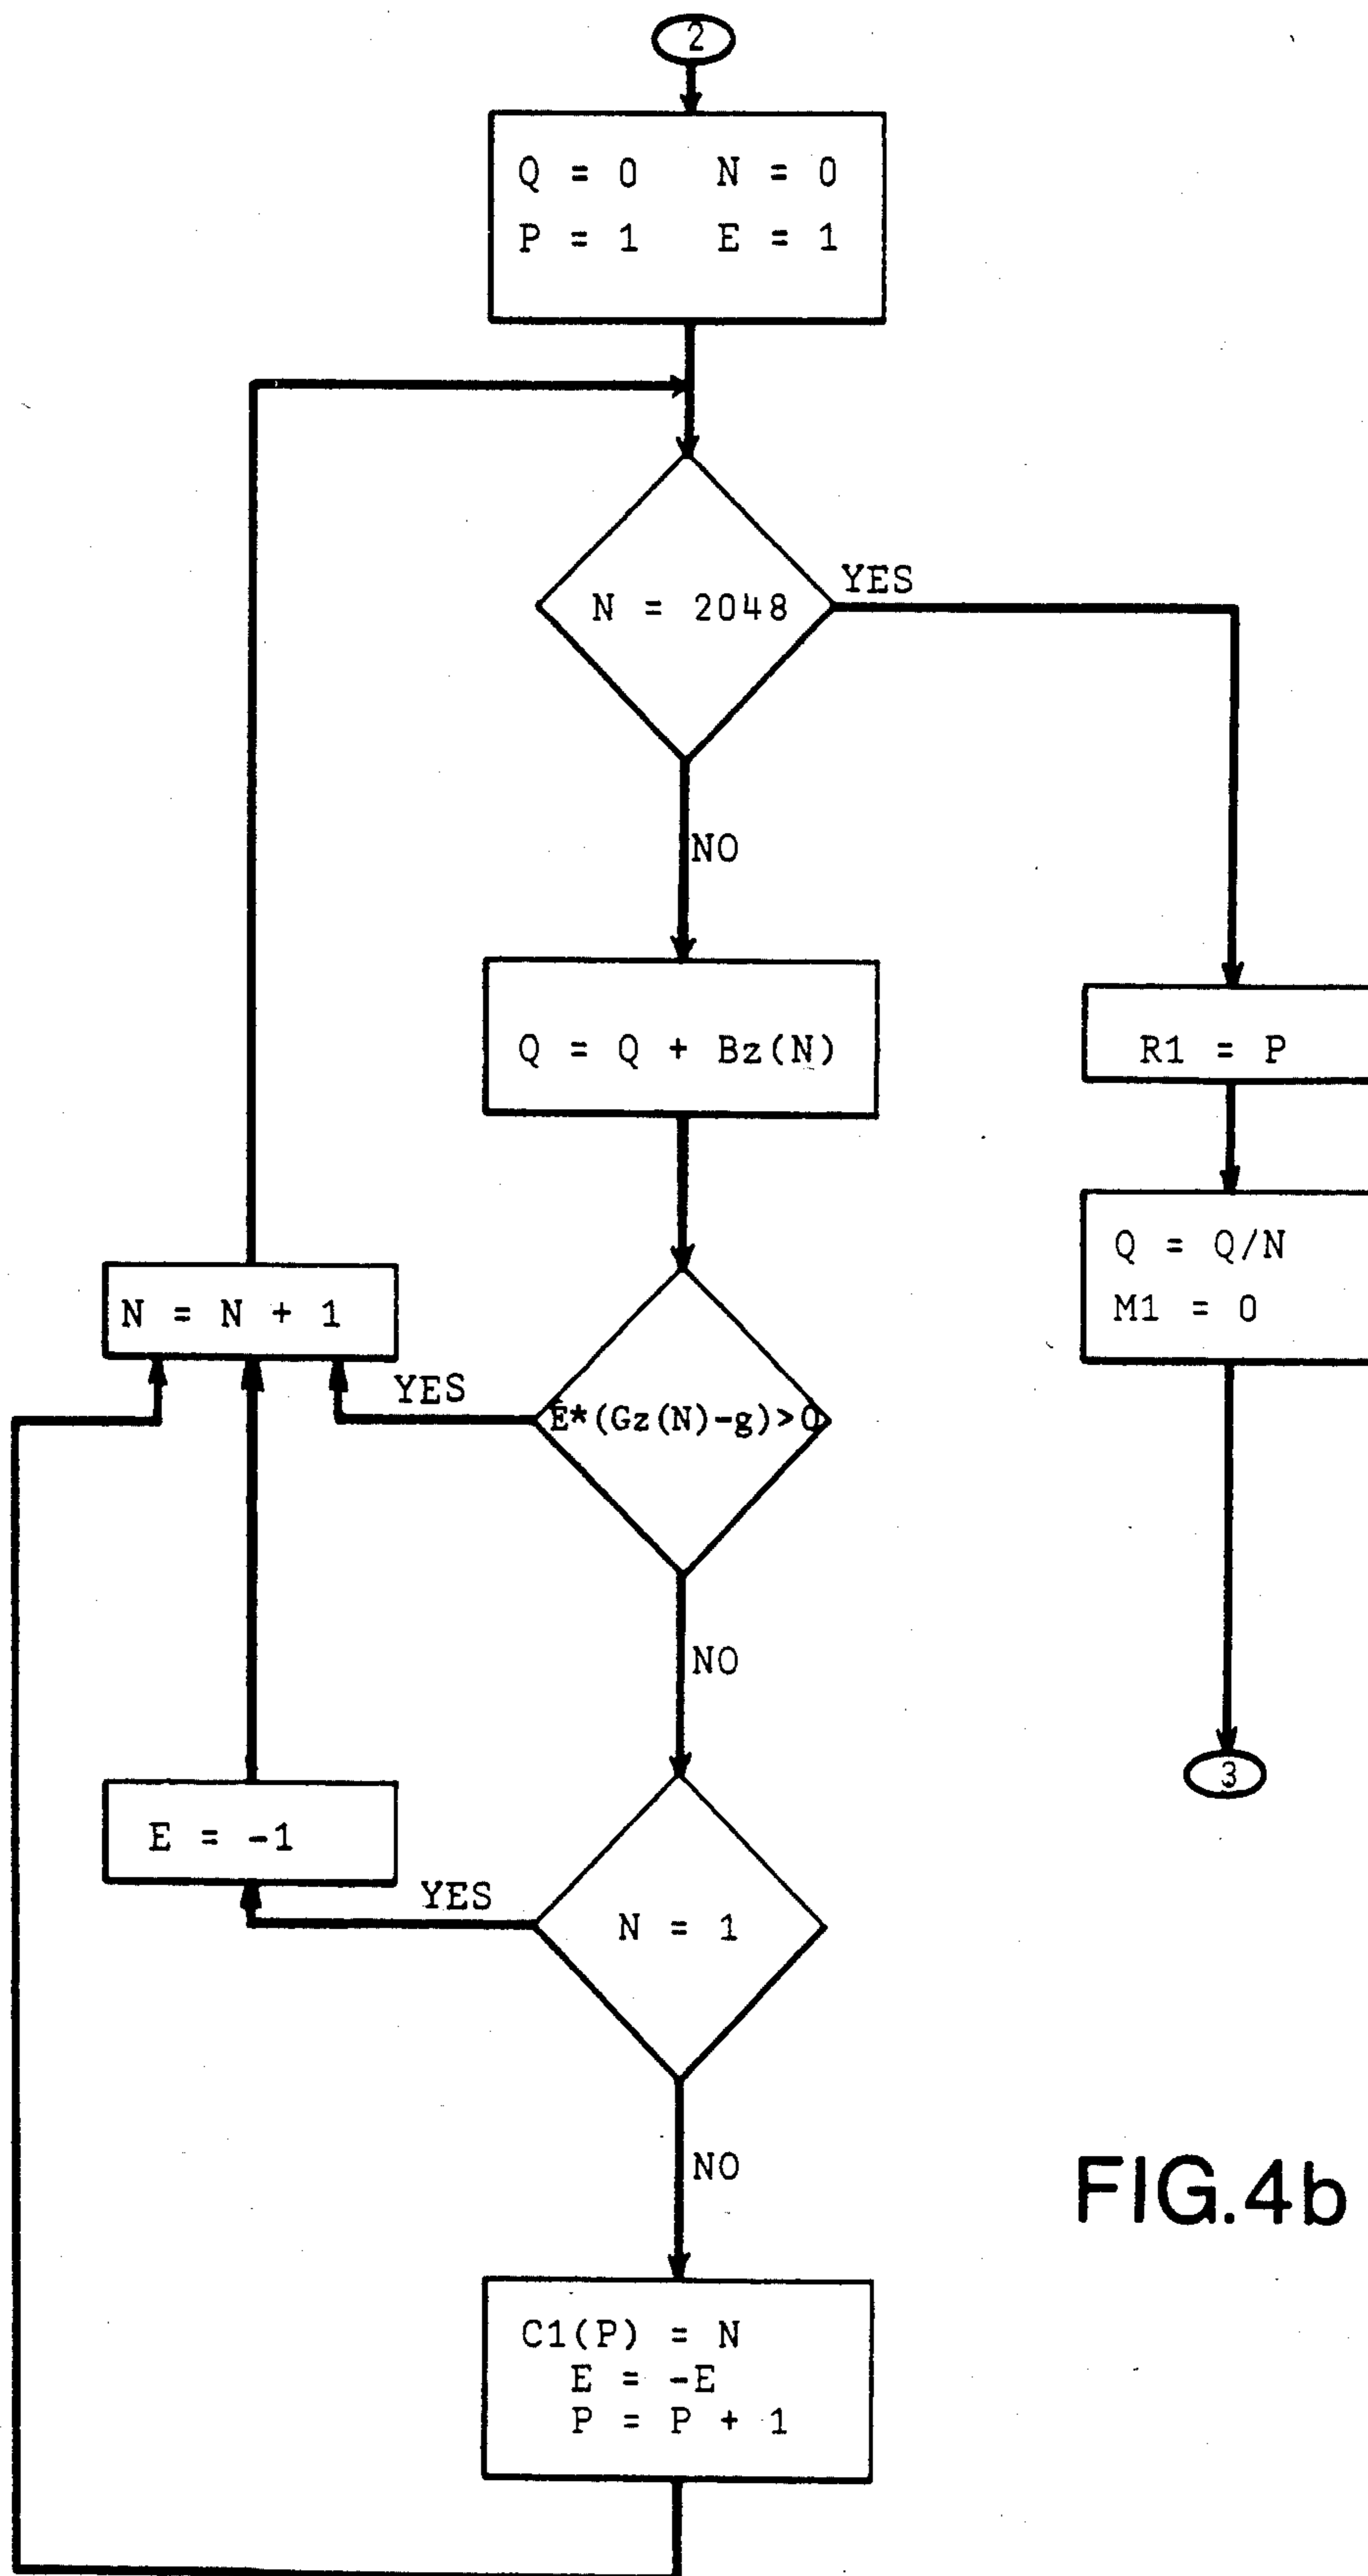 2
Q = 0 N = 0
P = 1 E = 1
N = 2048
YES
NO
Q = Q + Bz(N)
R1 = P
Q = Q/N
M1 = 0
N = N + 1
YES
E*(Gz(N)-g)>0
NO
3
E = -1
YES
N = 1
NO
FIG.4b
C1(P) = N
E = -E
P = P + 1